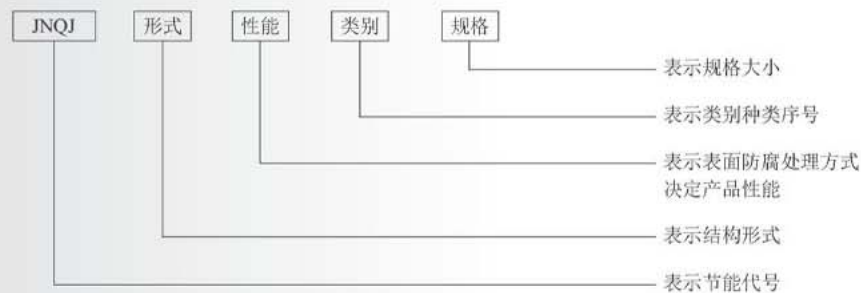 JNQJ 形式 性能 类别 规格
表示规格大小
表示类别种类序号
表示表面防腐处理方式
决定产品性能
表示结构形式
表示节能代号